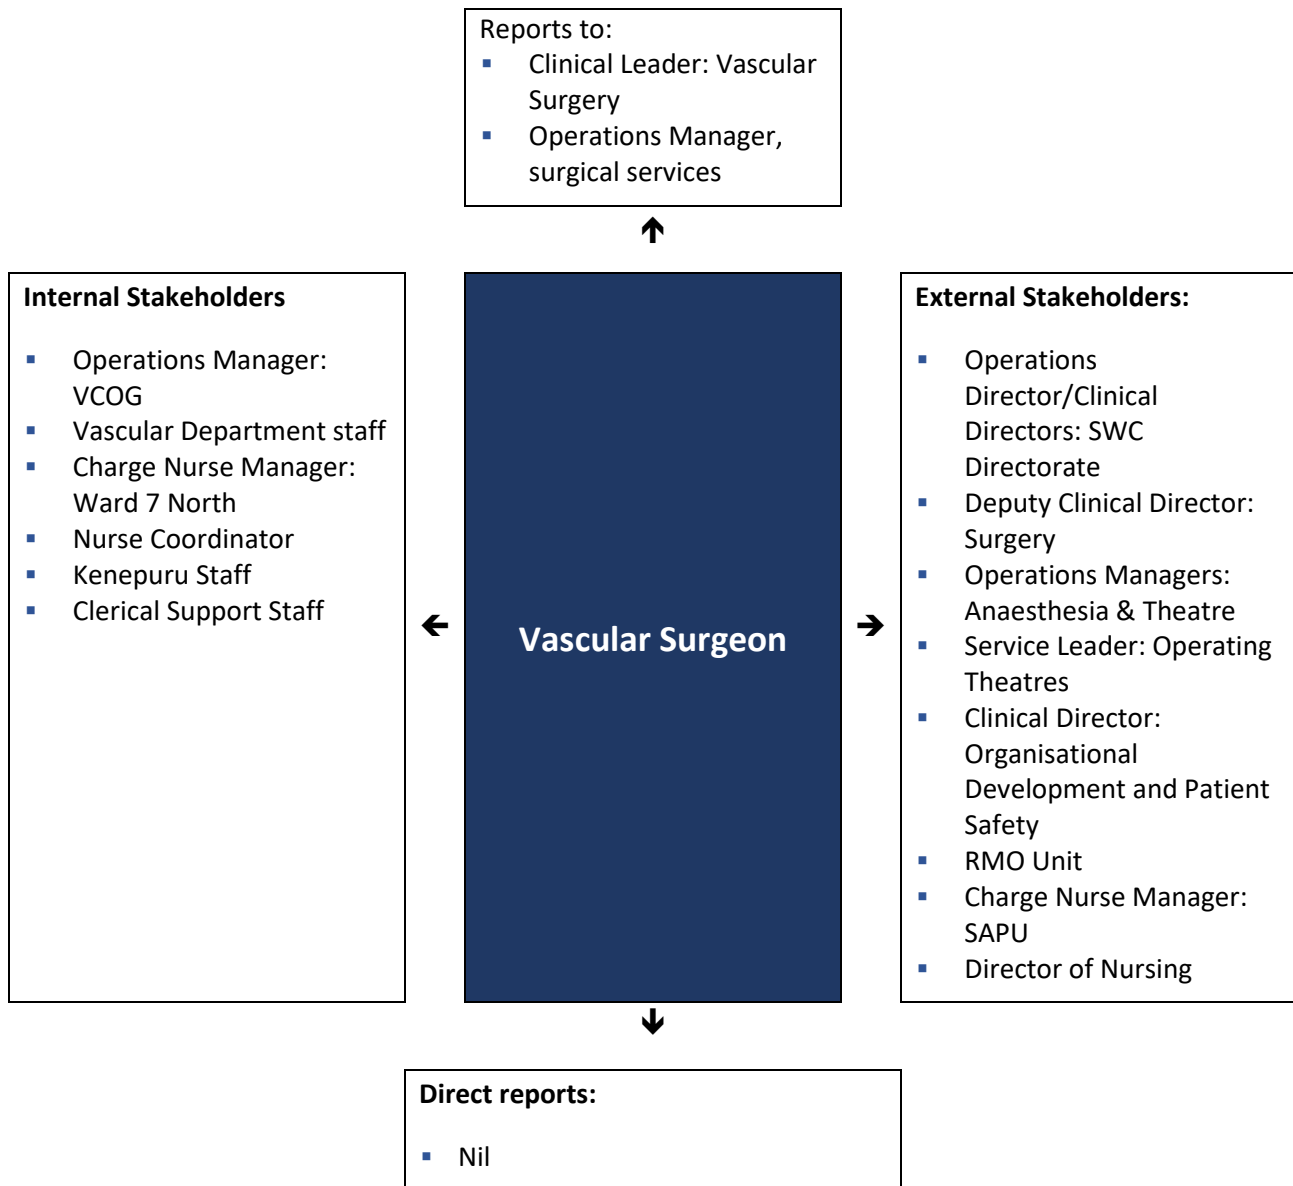 Reports to:
▪ Clinical Leader: Vascular
Surgery
▪ Operations Manager,
surgical services
↑
Internal Stakeholders
▪ Operations Manager:
VCOG
▪ Vascular Department staff
▪ Charge Nurse Manager:
Ward 7 North
▪ Nurse Coordinator
▪ Kenepuru Staff
▪ Clerical Support Staff
←
Vascular Surgeon
→
External Stakeholders:
▪ Operations
Director/Clinical
Directors: SWC
Directorate
▪ Deputy Clinical Director:
Surgery
▪ Operations Managers:
Anaesthesia & Theatre
▪ Service Leader: Operating
Theatres
▪ Clinical Director:
Organisational
Development and Patient
Safety
▪ RMO Unit
▪ Charge Nurse Manager:
SAPU
▪ Director of Nursing
↓
Direct reports:
▪ Nil